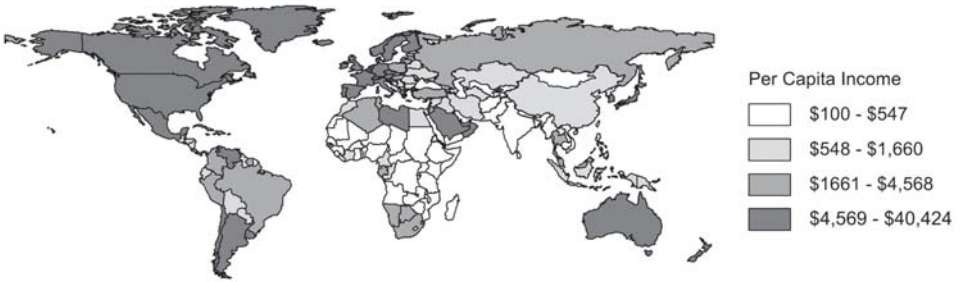 Per Capita Income
$100 - $547
$548 - $1,660
$1661 - $4,568
$4,569 - $40,424